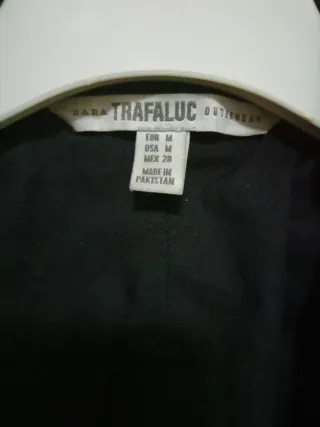 ZARA TRAFALUC OUTERWEAR
EUR M
USA M
MEX 28
MADE IN
PAKISTAN